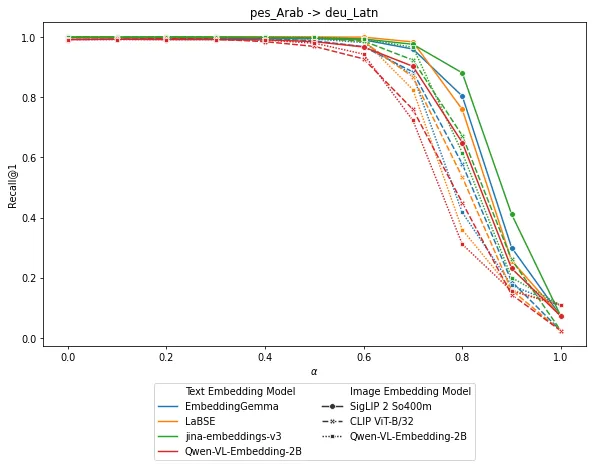 pes_Arab -> deu_Latn
1.0
0.8
0.6
0.4
0.2
0.0
Recall@1
0.0 0.2 0.4 0.6 0.8 1.0
α
Text Embedding Model Image Embedding Model
EmbeddingGemma SigLIP 2 So400m
LaBSE CLIP ViT-B/32
jina-embeddings-v3 Qwen-VL-Embedding-2B
Qwen-VL-Embedding-2B